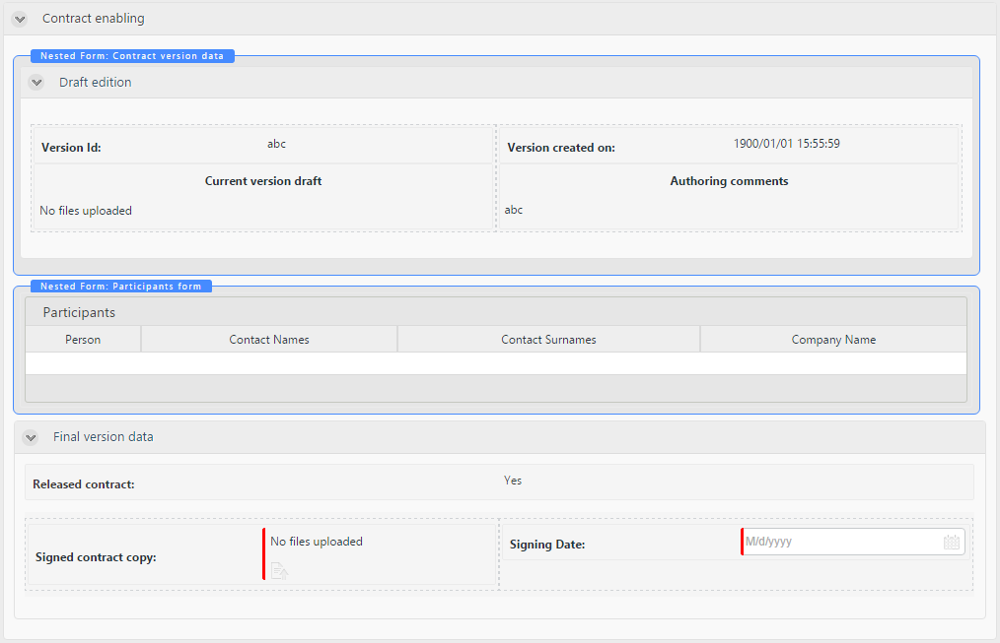 Contract enabling
Nested Form: Contract version data
Draft edition
Version Id: abc Version created on: 1900/01/01 15:55:59
Current version draft Authoring comments
No files uploaded abc
Nested Form: Participants form
Participants
Person Contact Names Contact Surnames Company Name
Final version data
Released contract: Yes
Signed contract copy: No files uploaded Signing Date: M/d/yyyy